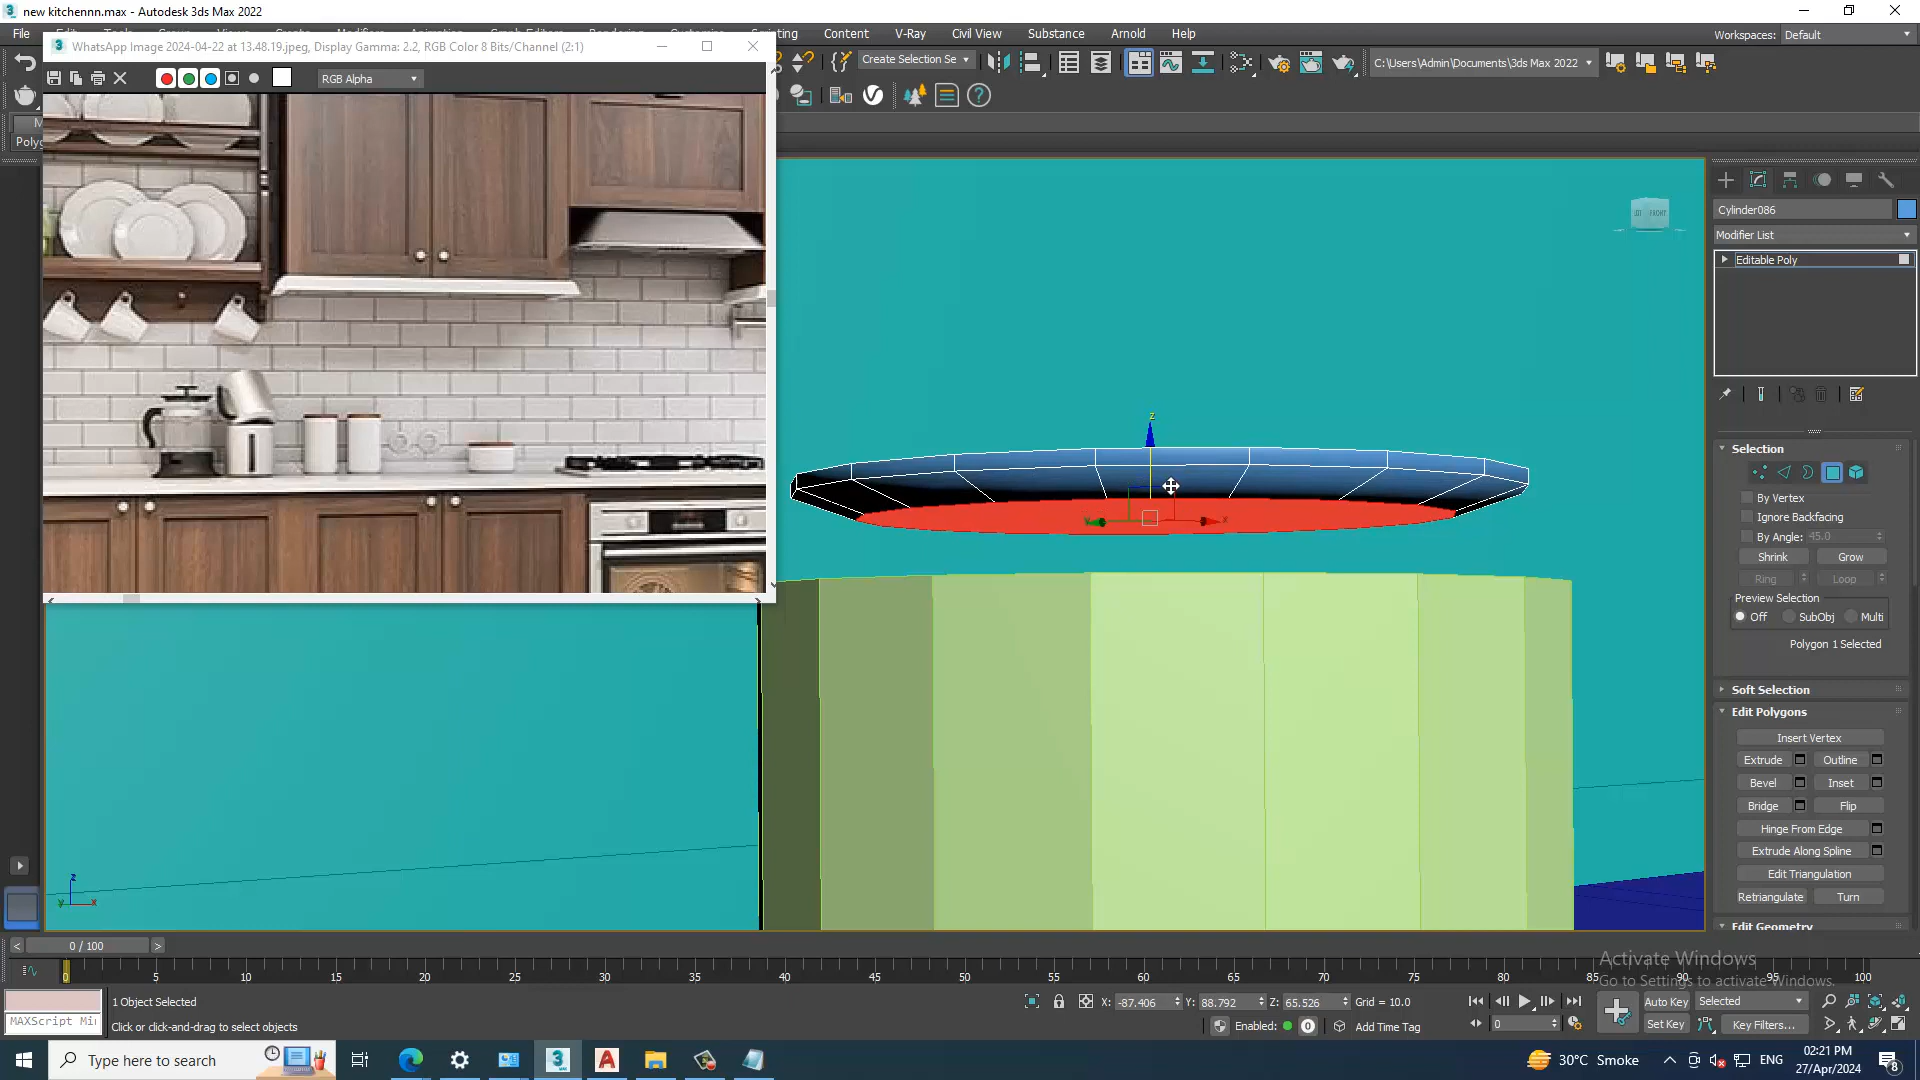 new kitchennn.max - Autodesk 3ds Max 2022
File
Content
V-Ray
Civil View
Substance
Arnold
Help
Workspaces: Default
WhatsApp Image 2024-04-22 at 13.48.19.jpeg, Display Gamma: 2.2, RGB Color 8 Bits/Channel (2:1)
RGB Alpha
Create Selection Se
C:\Users\Admin\Documents\3ds Max 2022
Polyg
FRONT
Cylinder086
Modifier List
Editable Poly
Selection
By Vertex
Ignore Backfacing
By Angle: 45.0
Shrink
Grow
Ring
Loop
Preview Selection
Off
SubObj
Multi
Polygon 1 Selected
Soft Selection
Edit Polygons
Insert Vertex
Extrude
Outline
Bevel
Inset
Bridge
Flip
Hinge From Edge
Extrude Along Spline
Edit Triangulation
Retriangulate
Turn
Edit Geometry
z
x
y
z
y
x
0 / 100
0 5 10 15 20 25 30 35 40 45 50 55 60 65 70 75 80 85 90 95 100
Activate Windows
Go to Settings to activate Windows.
1 Object Selected
MAXScript Mi
Click or click-and-drag to select objects
X: -87.406
Y: 88.792
Z: 65.526
Grid = 10.0
Enabled:
0
Add Time Tag
0
Auto Key
Selected
Set Key
Key Filters...
Type here to search
30°C Smoke
ENG
02:21 PM
27/Apr/2024
8